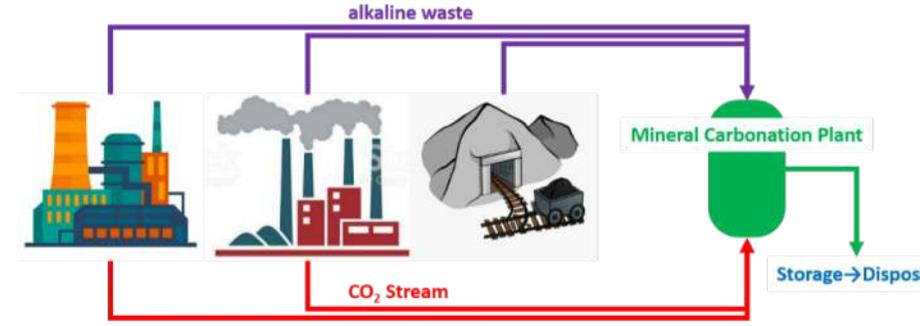 alkaline waste
Mineral Carbonation Plant
CO₂ Stream
Storage→Dispos